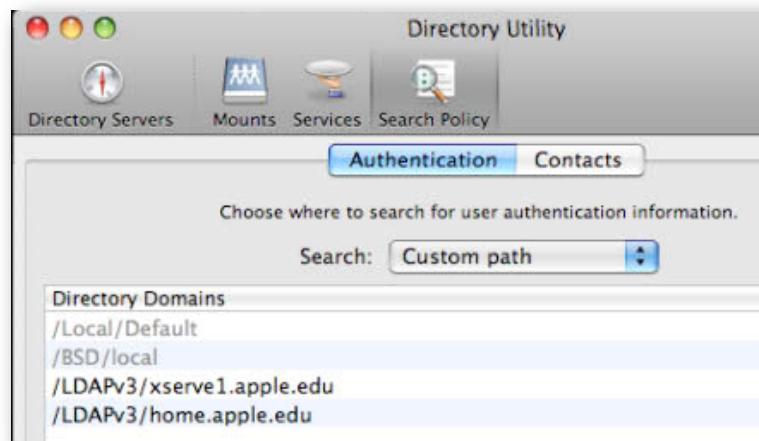 Directory Utility
Directory Servers Mounts Services Search Policy
Authentication Contacts
Choose where to search for user authentication information.
Search: Custom path
Directory Domains
/Local/Default
/BSD/local
/LDAPv3/xserve1.apple.edu
/LDAPv3/home.apple.edu